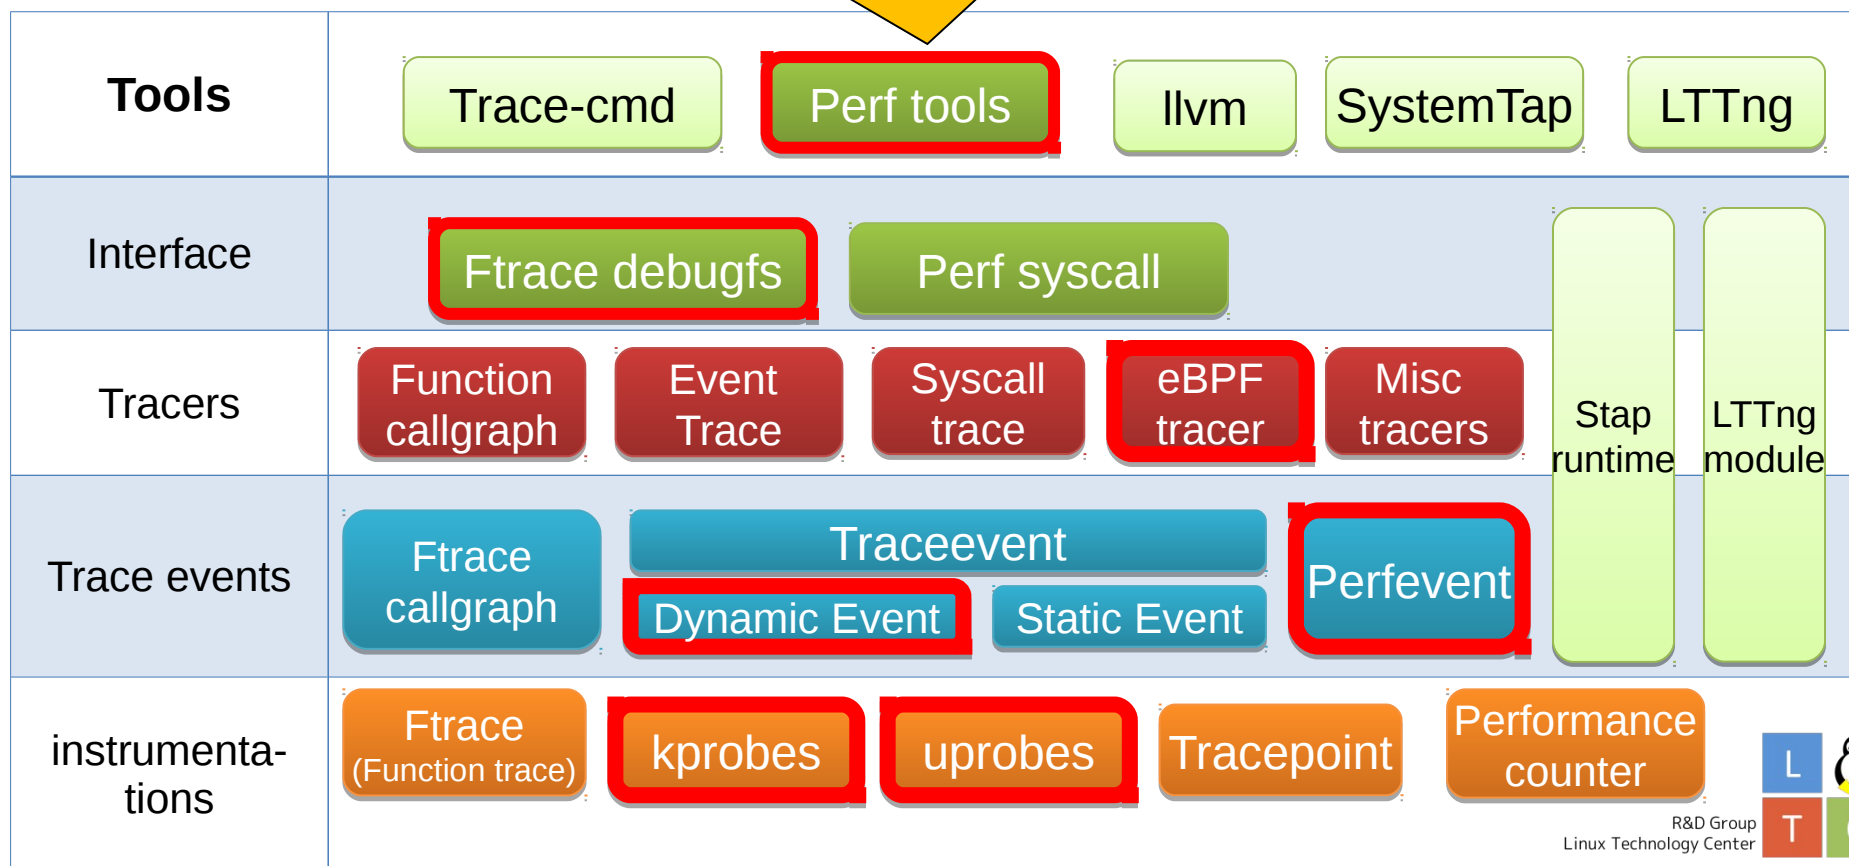 Tools
Trace-cmd
Perf tools
llvm
SystemTap
LTTng
Interface
Ftrace debugfs
Perf syscall
Tracers
Function
callgraph
Event
Trace
Syscall
trace
eBPF
tracer
Misc
tracers
Stap
runtime
LTTng
module
Trace events
Ftrace
callgraph
Traceevent
Dynamic Event
Static Event
Perfevent
instrumenta-
tions
Ftrace
(Function trace)
kprobes
uprobes
Tracepoint
Performance
counter
L
T
R&D Group
Linux Technology Center